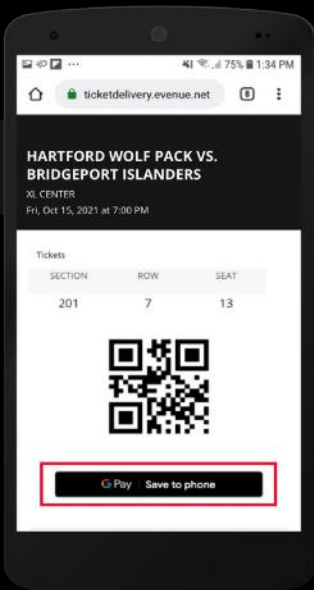 75% 1:34 PM
ticketdelivery.evenue.net
HARTFORD WOLF PACK VS.
BRIDGEPORT ISLANDERS
XL CENTER
Fri, Oct 15, 2021 at 7:00 PM
Tickets
SECTION ROW SEAT
201 7 13
G Pay Save to phone